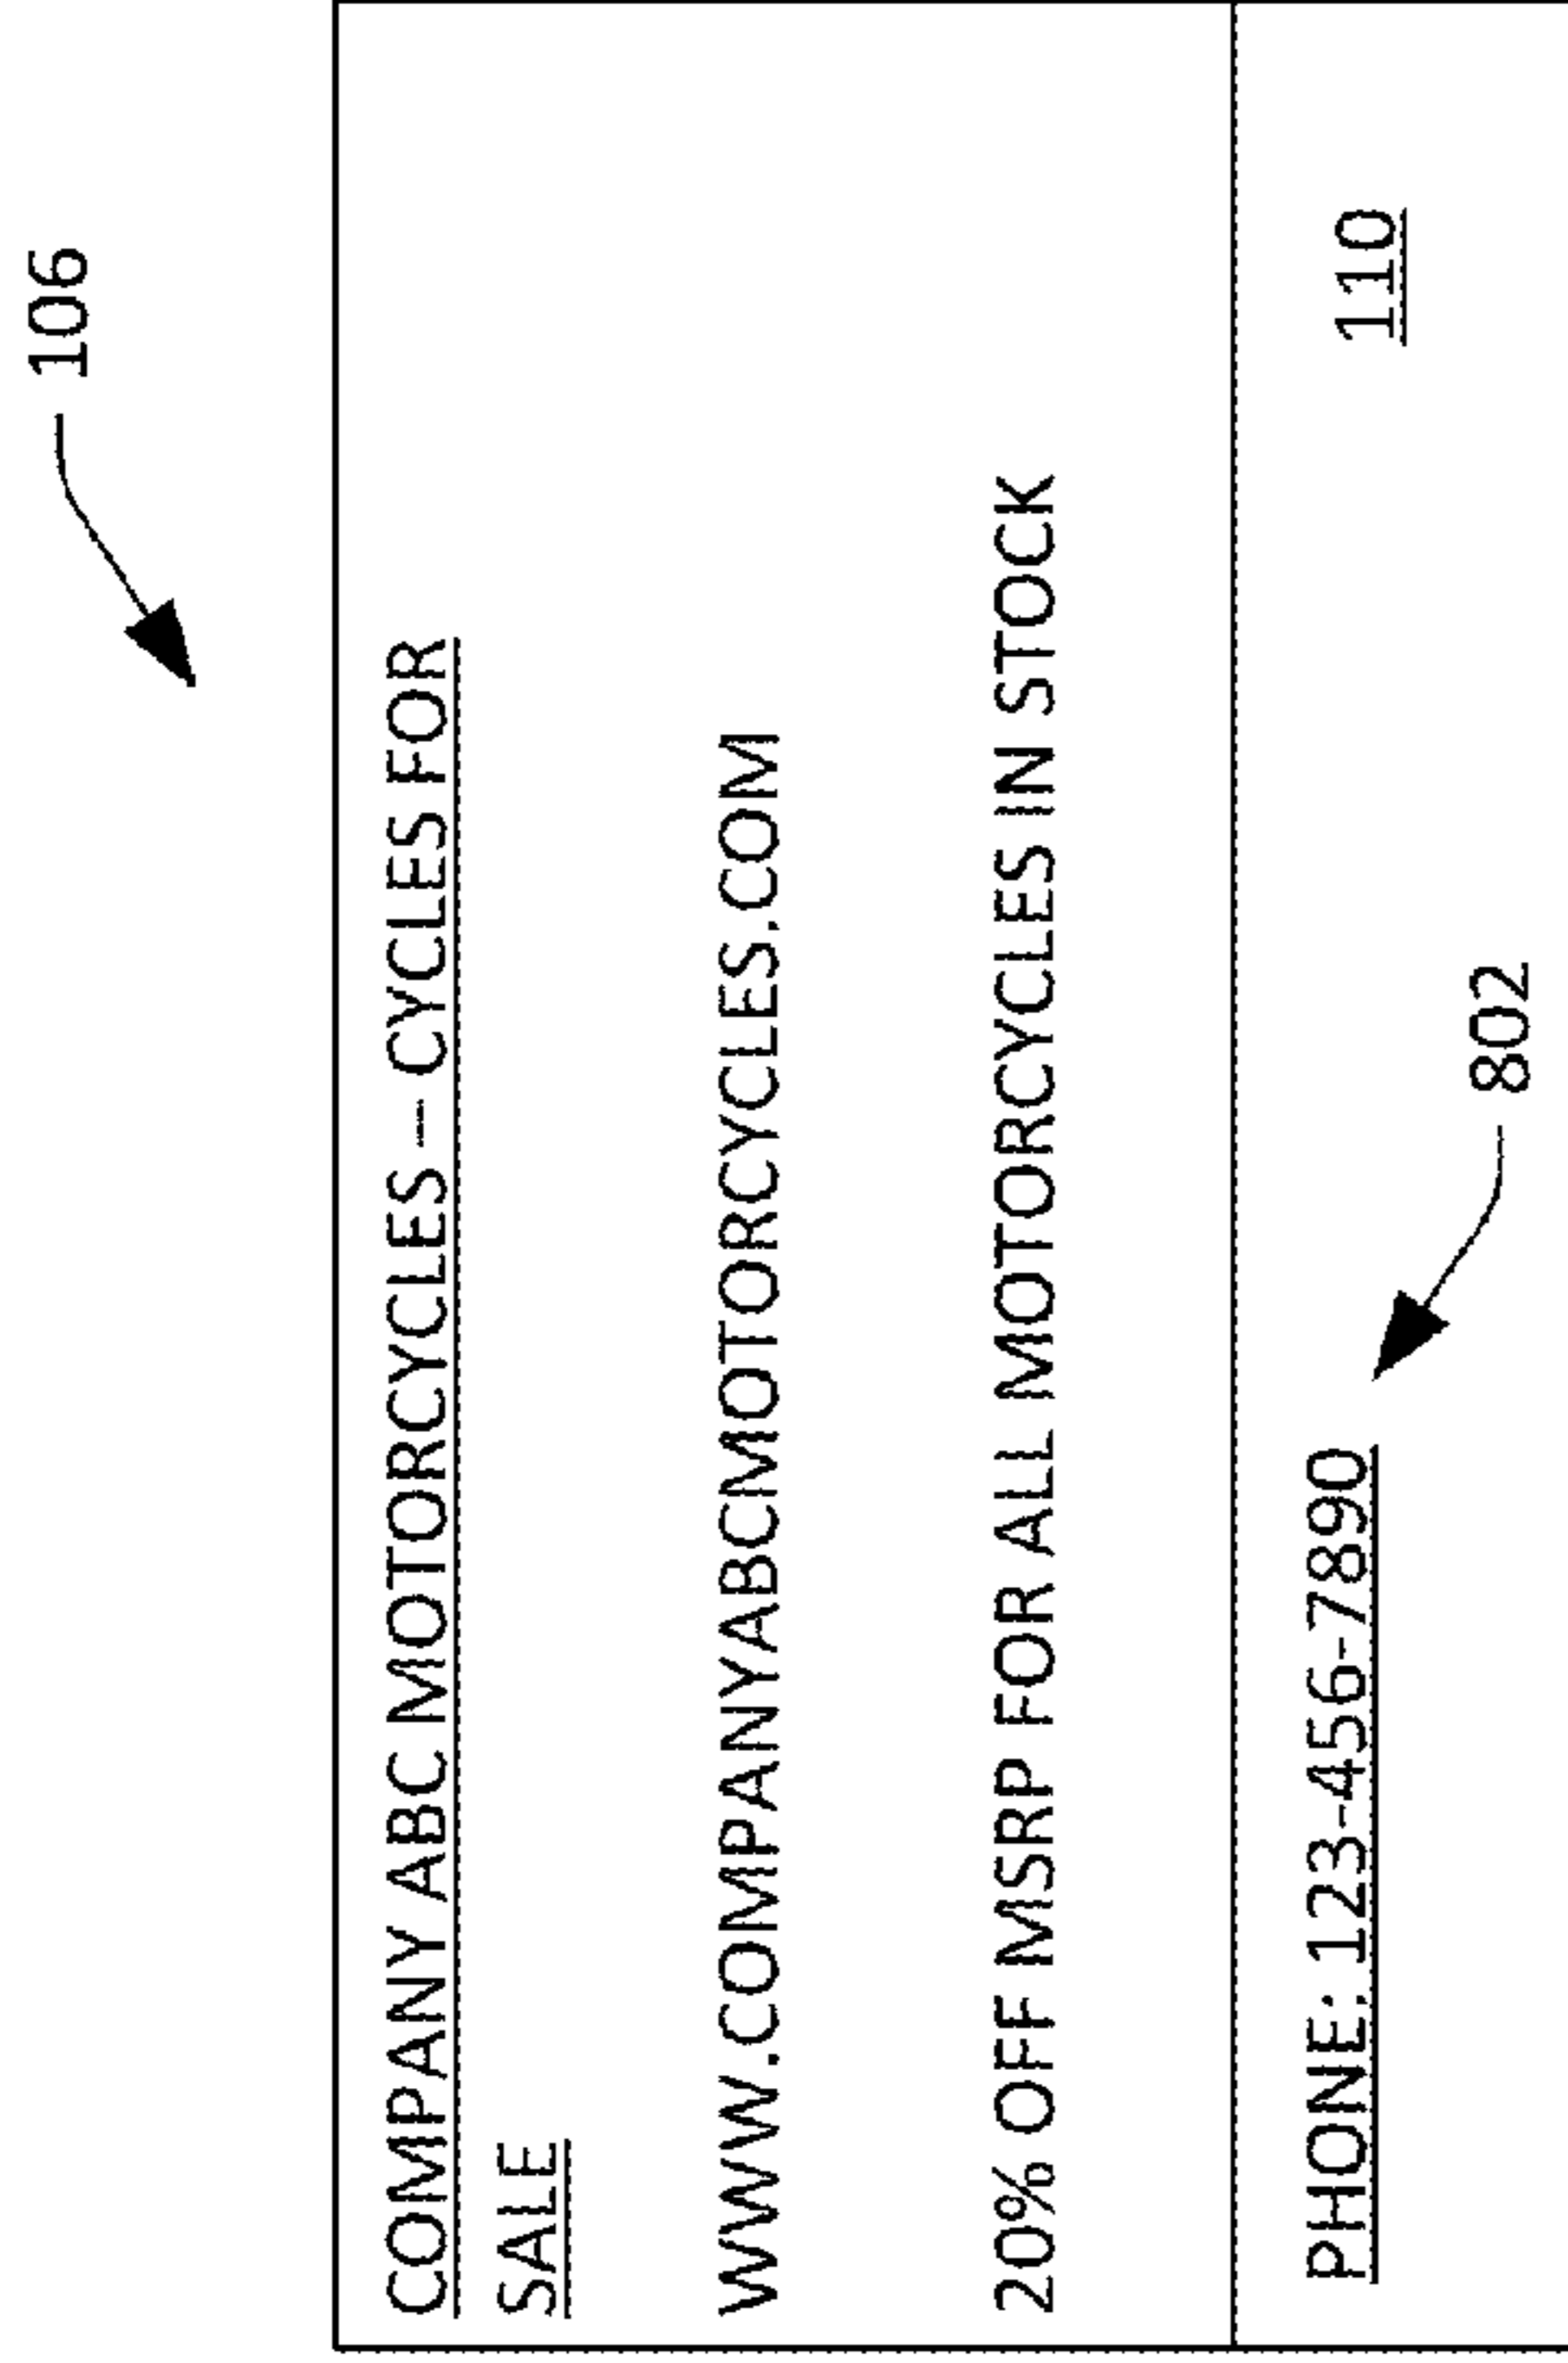 106
COMPANY ABC MOTORCYCLES – CYCLES FOR
SALE
WWW.COMPANYABCMOTORCYCLES.COM
20% OFF MSRP FOR ALL MOTORCYCLES IN STOCK
PHONE: 123-456-7890
110
802